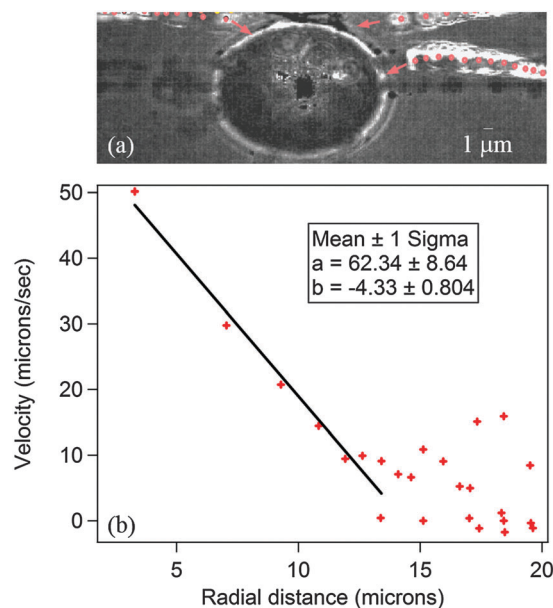 (a)
1 μm
50
40
30
20
10
0
Velocity (microns/sec)
Mean ± 1 Sigma
a = 62.34 ± 8.64
b = -4.33 ± 0.804
(b)
5
10
15
20
Radial distance (microns)